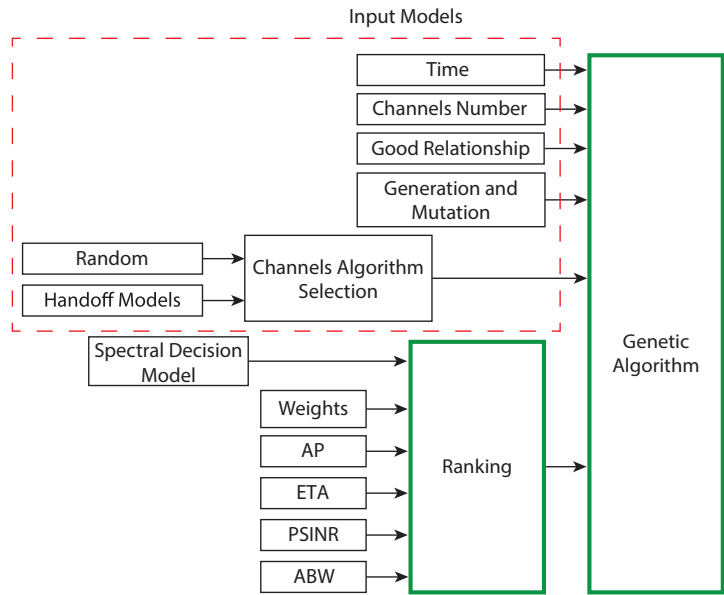 Input Models
Time
Channels Number
Good Relationship
Generation and
Mutation
Random
Handoff Models
Channels Algorithm
Selection
Spectral Decision
Model
Weights
AP
ETA
PSINR
ABW
Ranking
Genetic
Algorithm